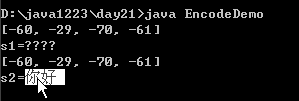 D:\java1223\day21>java EncodeDemo
[-60, -29, -70, -61]
s1=????
[-60, -29, -70, -61]
s2=你好